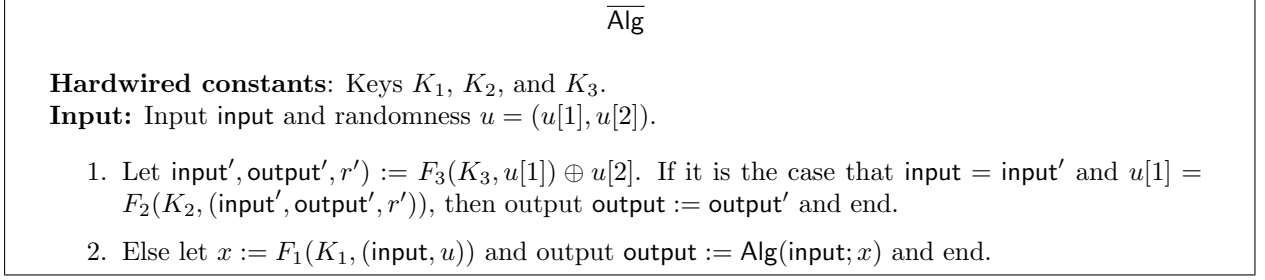 $\overline{\mathsf{Alg}}$
**Hardwired constants**: Keys $K_1$, $K_2$, and $K_3$.
**Input:** Input $\mathsf{input}$ and randomness $u = (u[1], u[2])$.
1. Let $\mathsf{input}', \mathsf{output}', r') := F_3(K_3, u[1]) \oplus u[2]$. If it is the case that $\mathsf{input} = \mathsf{input}'$ and $u[1] =$
$F_2(K_2, (\mathsf{input}', \mathsf{output}', r'))$, then output $\mathsf{output} := \mathsf{output}'$ and end.
2. Else let $x := F_1(K_1, (\mathsf{input}, u))$ and output $\mathsf{output} := \mathsf{Alg}(\mathsf{input}; x)$ and end.